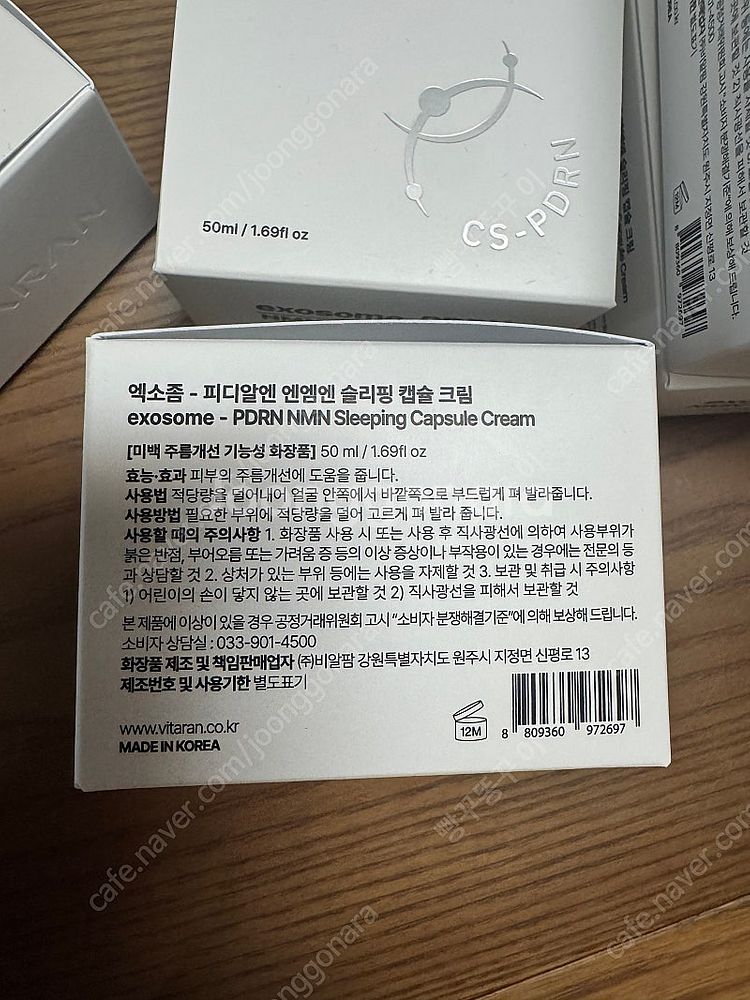 50ml / 1.69fl oz
CS-PDRN
엑소좀 - 피디알엔 엔엠엔 슬리핑 캡슐 크림
exosome - PDRN NMN Sleeping Capsule Cream
[미백 주름개선 기능성 화장품] 50 ml / 1.69fl oz
효능·효과 피부의 주름개선에 도움을 줍니다.
사용법 적당량을 덜어내어 얼굴 안쪽에서 바깥쪽으로 부드럽게 펴 발라줍니다.
사용방법 필요한 부위에 적당량을 덜어 고르게 펴 발라 줍니다.
사용할 때의 주의사항 1. 화장품 사용 시 또는 사용 후 직사광선에 의하여 사용부위가
붉은 반점, 부어오름 또는 가려움 증 등의 이상 증상이나 부작용이 있는 경우에는 전문의 등
과 상담할 것 2. 상처가 있는 부위 등에는 사용을 자제할 것 3. 보관 및 취급 시 주의사항
1) 어린이의 손이 닿지 않는 곳에 보관할 것 2) 직사광선을 피해서 보관할 것
본 제품에 이상이 있을 경우 공정거래위원회 고시 “소비자 분쟁해결기준”에 의해 보상해 드립니다.
소비자 상담실 : 033-901-4500
화장품 제조 및 책임판매업자 (주)비알팜 강원특별자치도 원주시 지정면 신평로 13
제조번호 및 사용기한 별도표기
www.vitaran.co.kr
MADE IN KOREA
12M
8 809360 972697
cafe.naver.com/joonggonara